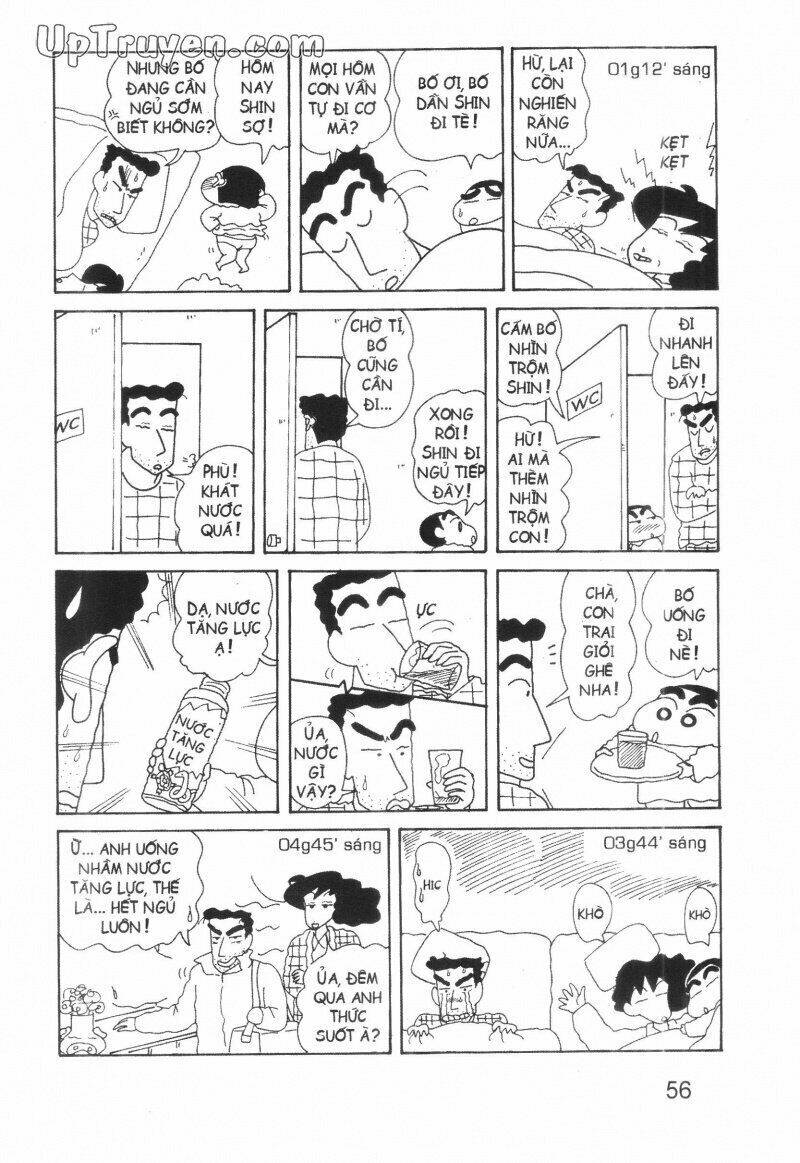 UpTruyen.com
01g12' sáng
HỪ, LẠI
CÒN
NGHIẾN
RĂNG
NỮA...
KẸT
KẸT
BỐ ƠI, BỐ
DẪN SHIN
ĐI TÈ!
MỌI HÔM
CON VẪN
TỰ ĐI CƠ
MÀ?
HÔM
NAY
SHIN
SỢ!
NHƯNG BỐ
ĐANG CẦN
NGỦ SỚM
BIẾT KHÔNG?
ĐI
NHANH
LÊN
ĐẤY!
CẤM BỐ
NHÌN
TRỘM
SHIN!
WC
HỪ!
AI MÀ
THÈM
NHÌN
TRỘM
CON!
CHỜ TÍ,
BỐ
CŨNG
CẦN
ĐI...
XONG
RỒI!
SHIN ĐI
NGỦ TIẾP
ĐÂY!
WC
PHÙ!
KHÁT
NƯỚC
QUÁ!
BỐ
UỐNG
ĐI
NÈ!
CHÀ,
CON
TRAI
GIỎI
GHÊ
NHA!
ỰC
ỦA,
NƯỚC
GÌ
VẬY?
DẠ, NƯỚC
TĂNG LỰC
Ạ!
NƯỚC
TĂNG
LỰC
03g44' sáng
KHÒ
KHÒ
HIC
04g45' sáng
ỦA, ĐÊM
QUA ANH
THỨC
SUỐT À?
Ừ... ANH UỐNG
NHẦM NƯỚC
TĂNG LỰC, THẾ
LÀ... HẾT NGỦ
LUÔN!
56